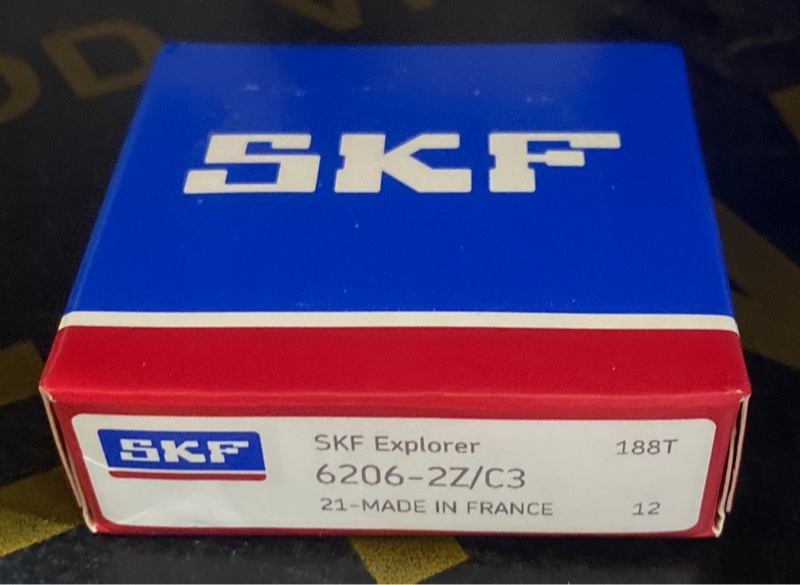 SKF
SKF
SKF Explorer
188T
6206-2Z/C3
21-MADE IN FRANCE
12